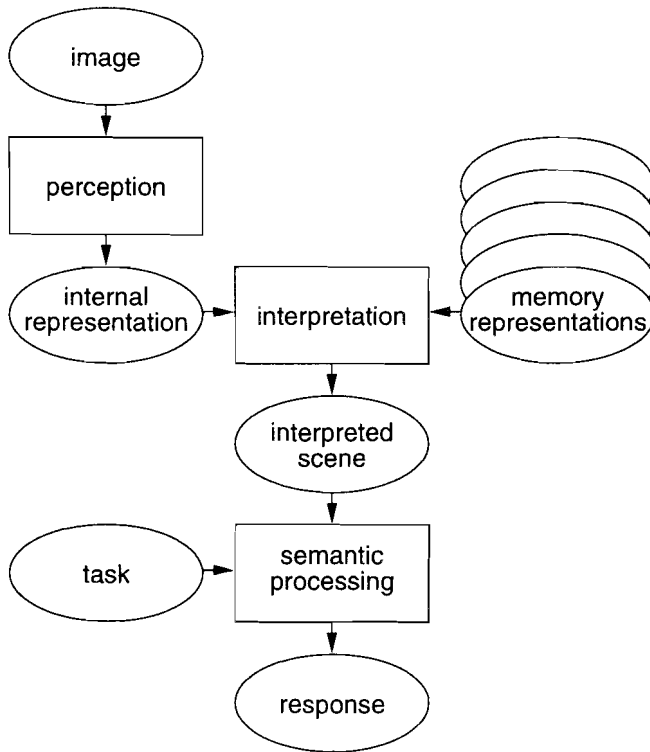 image
perception
internal
representation
interpretation
memory
representations
interpreted
scene
task
semantic
processing
response